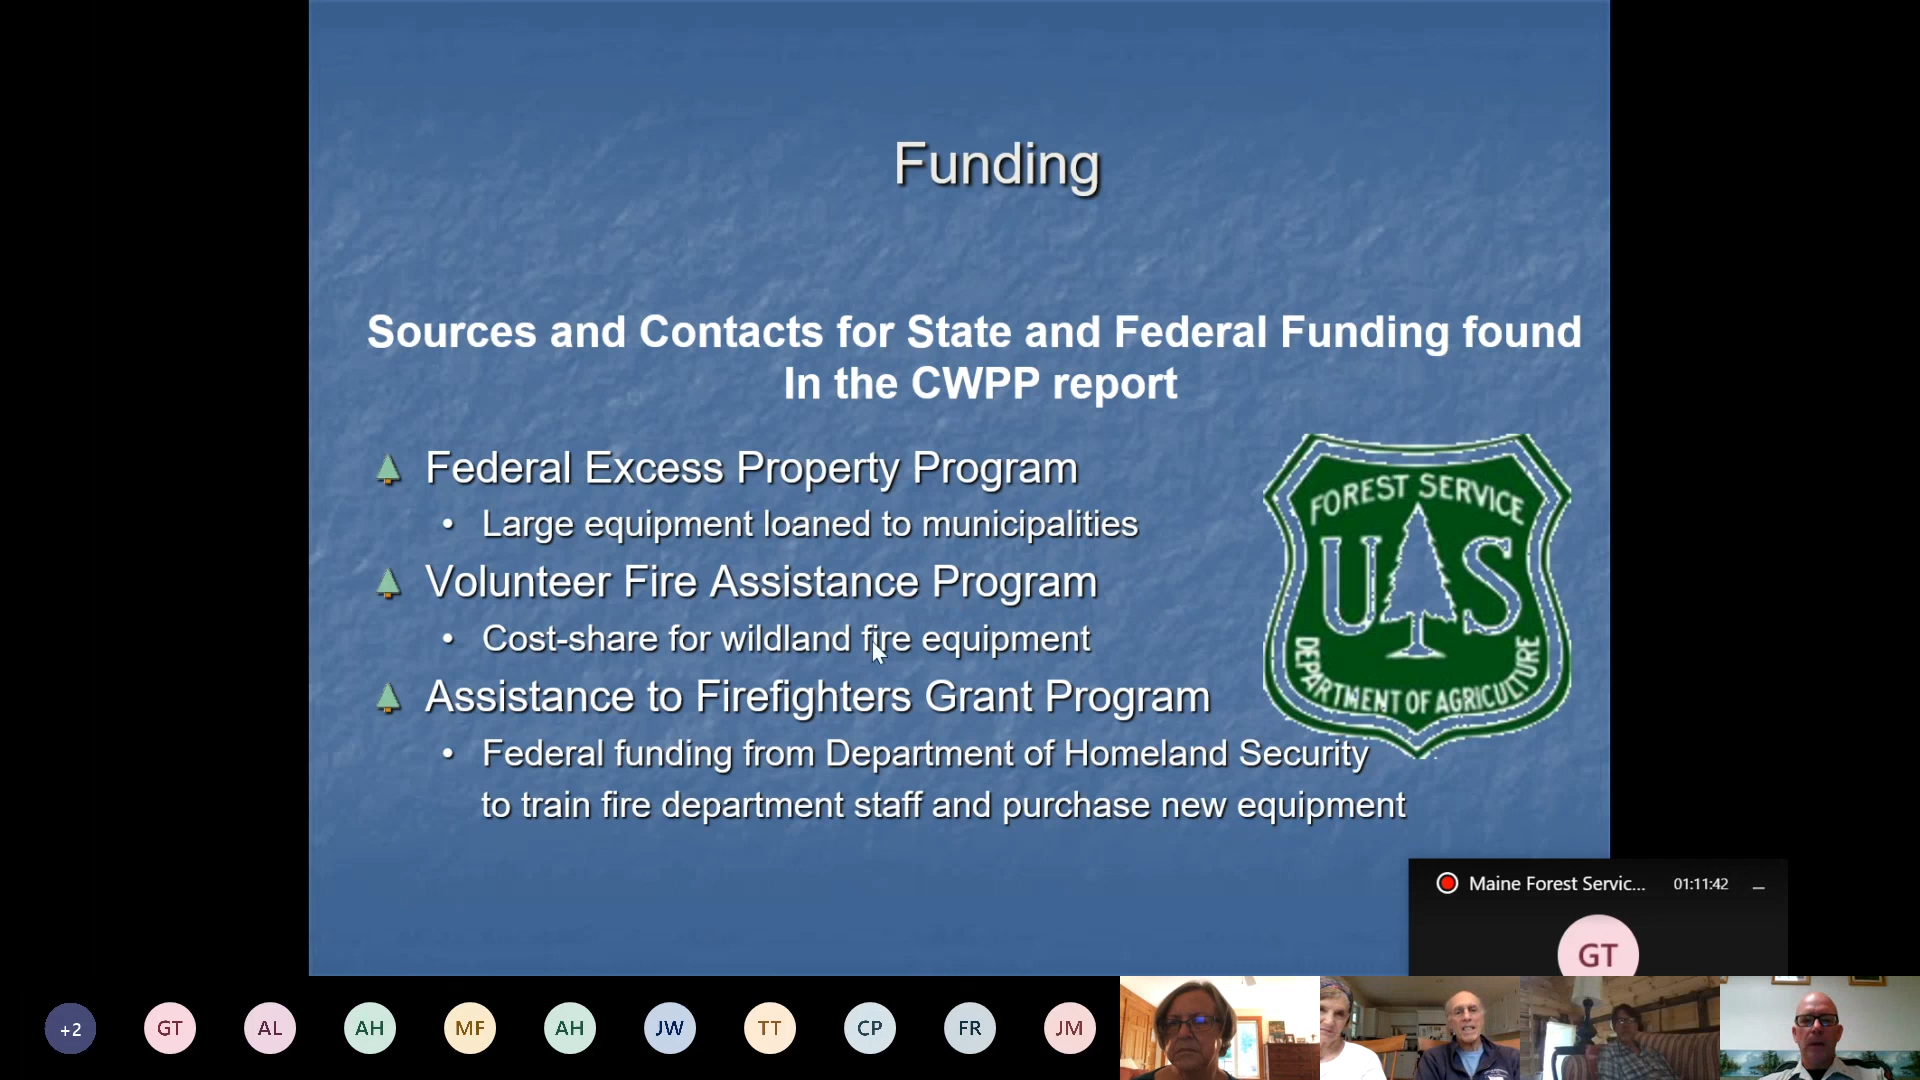 Funding
Sources and Contacts for State and Federal Funding found
In the CWPP report
Federal Excess Property Program
• Large equipment loaned to municipalities
Volunteer Fire Assistance Program
• Cost-share for wildland fire equipment
Assistance to Firefighters Grant Program
• Federal funding from Department of Homeland Security
to train fire department staff and purchase new equipment
FOREST SERVICE
U S
DEPARTMENT OF AGRICULTURE
Maine Forest Servic... 01:11:42
GT
+2 GT AL AH MF AH JW TT CP FR JM